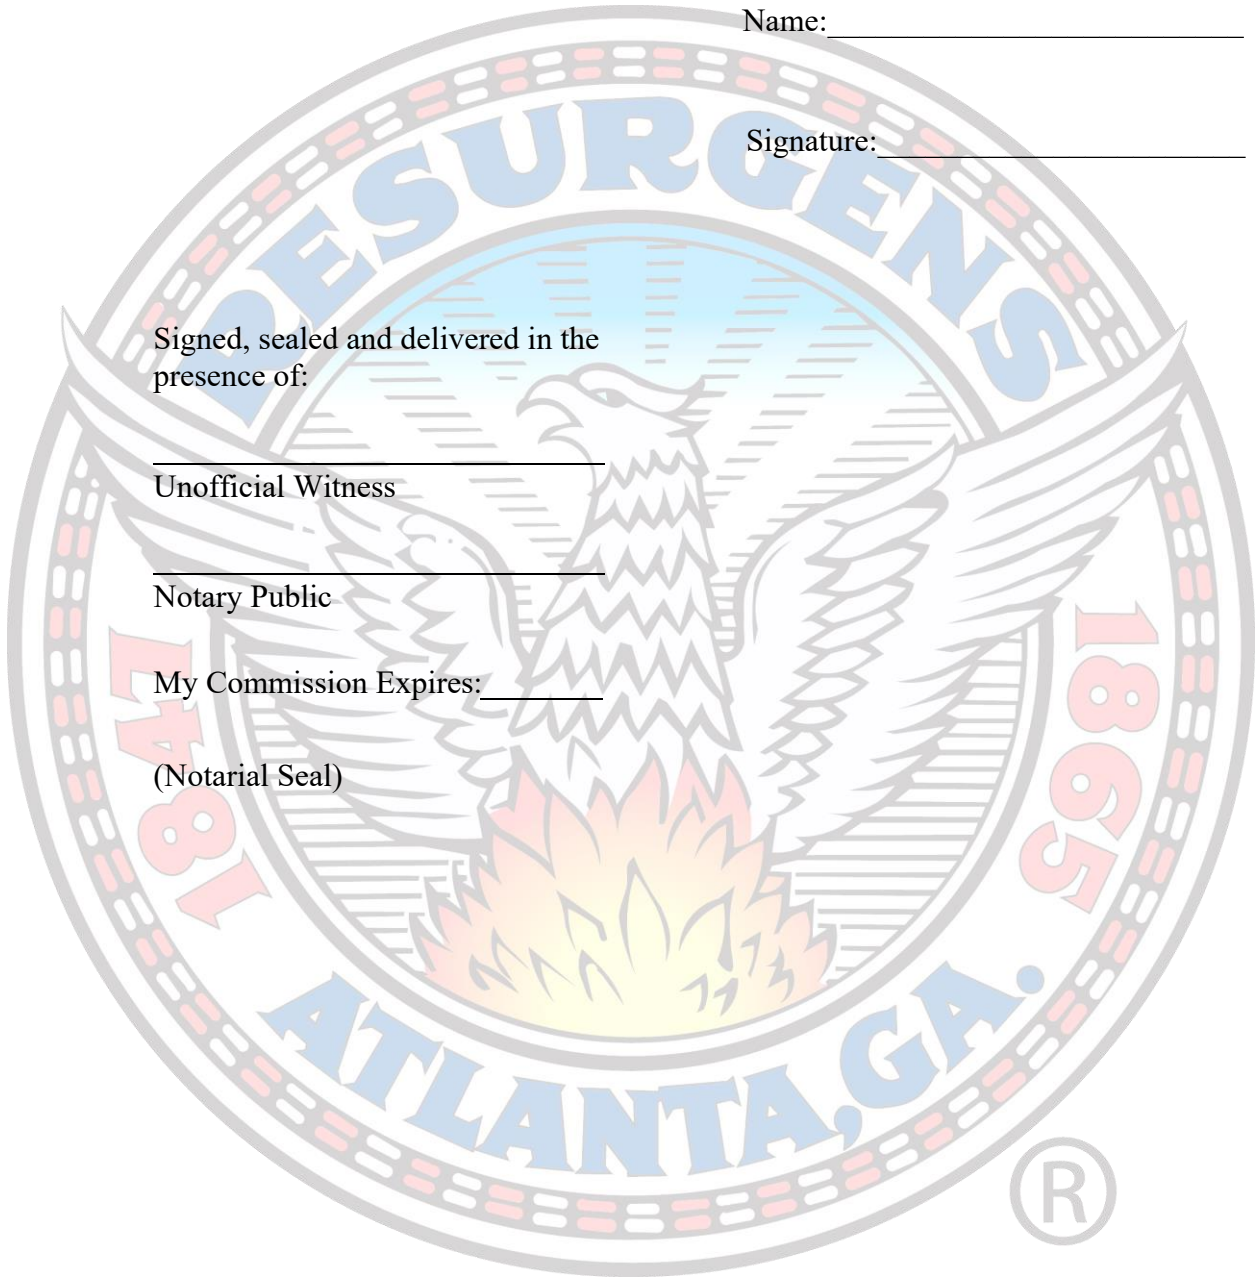 Name:
Signature:
RESURGENS
Signed, sealed and delivered in the
presence of:
Unofficial Witness
Notary Public
My Commission Expires:
(Notarial Seal)
1847
1865
ATLANTA, GA.
®